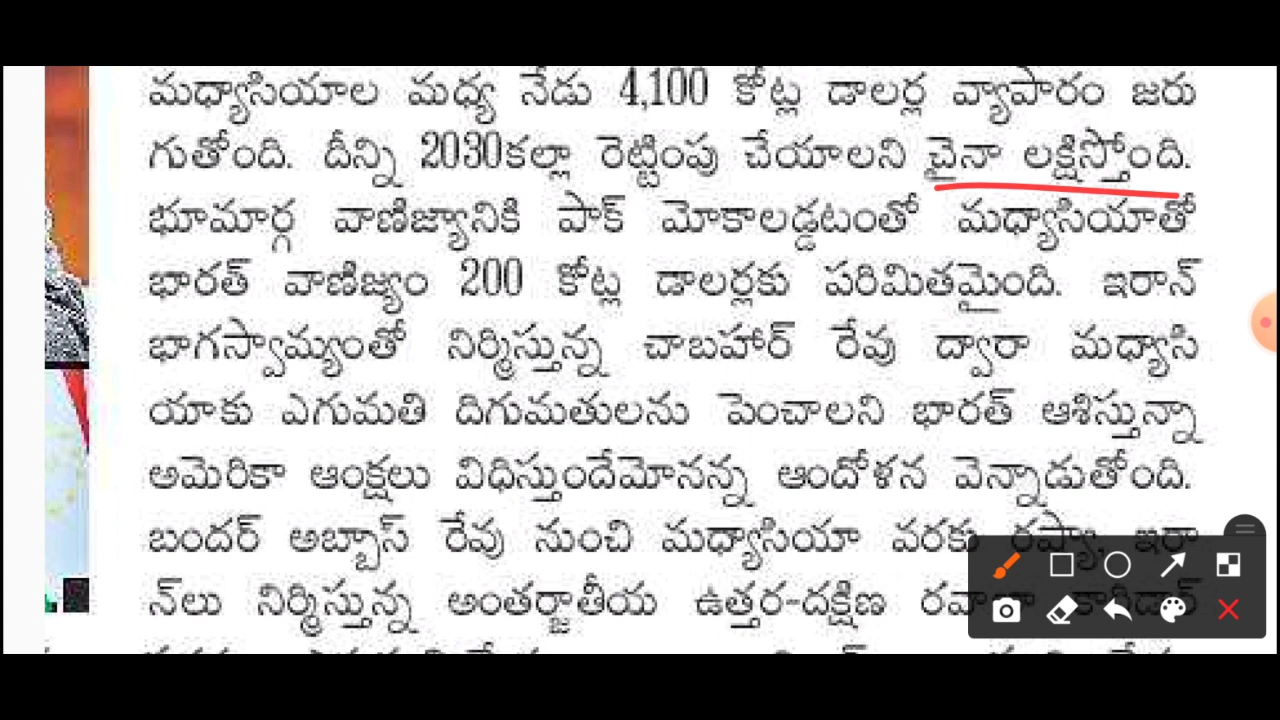 మధ్యాసియాల మధ్య నేడు 4,100 కోట్ల డాలర్ల వ్యాపారం జరు
గుతోంది. దీన్ని 2030కల్లా రెట్టింపు చేయాలని చైనా లక్షిస్తోంది.
భూమార్గ వాణిజ్యానికి పాక్ మోకాలడ్డటంతో మధ్యాసియాతో
భారత్ వాణిజ్యం 200 కోట్ల డాలర్లకు పరిమితమైంది. ఇరాన్
భాగస్వామ్యంతో నిర్మిస్తున్న చాబహార్ రేవు ద్వారా మధ్యాసి
యాకు ఎగుమతి దిగుమతులను పెంచాలని భారత్ ఆశిస్తున్నా
అమెరికా ఆంక్షలు విధిస్తుందేమోనన్న ఆందోళన వెన్నాడుతోంది.
బందర్ అబ్బాస్ రేవు నుంచి మధ్యాసియా వరకు రష్యా, ఇరా
న్‌లు నిర్మిస్తున్న అంతర్జాతీయ ఉత్తర-దక్షిణ